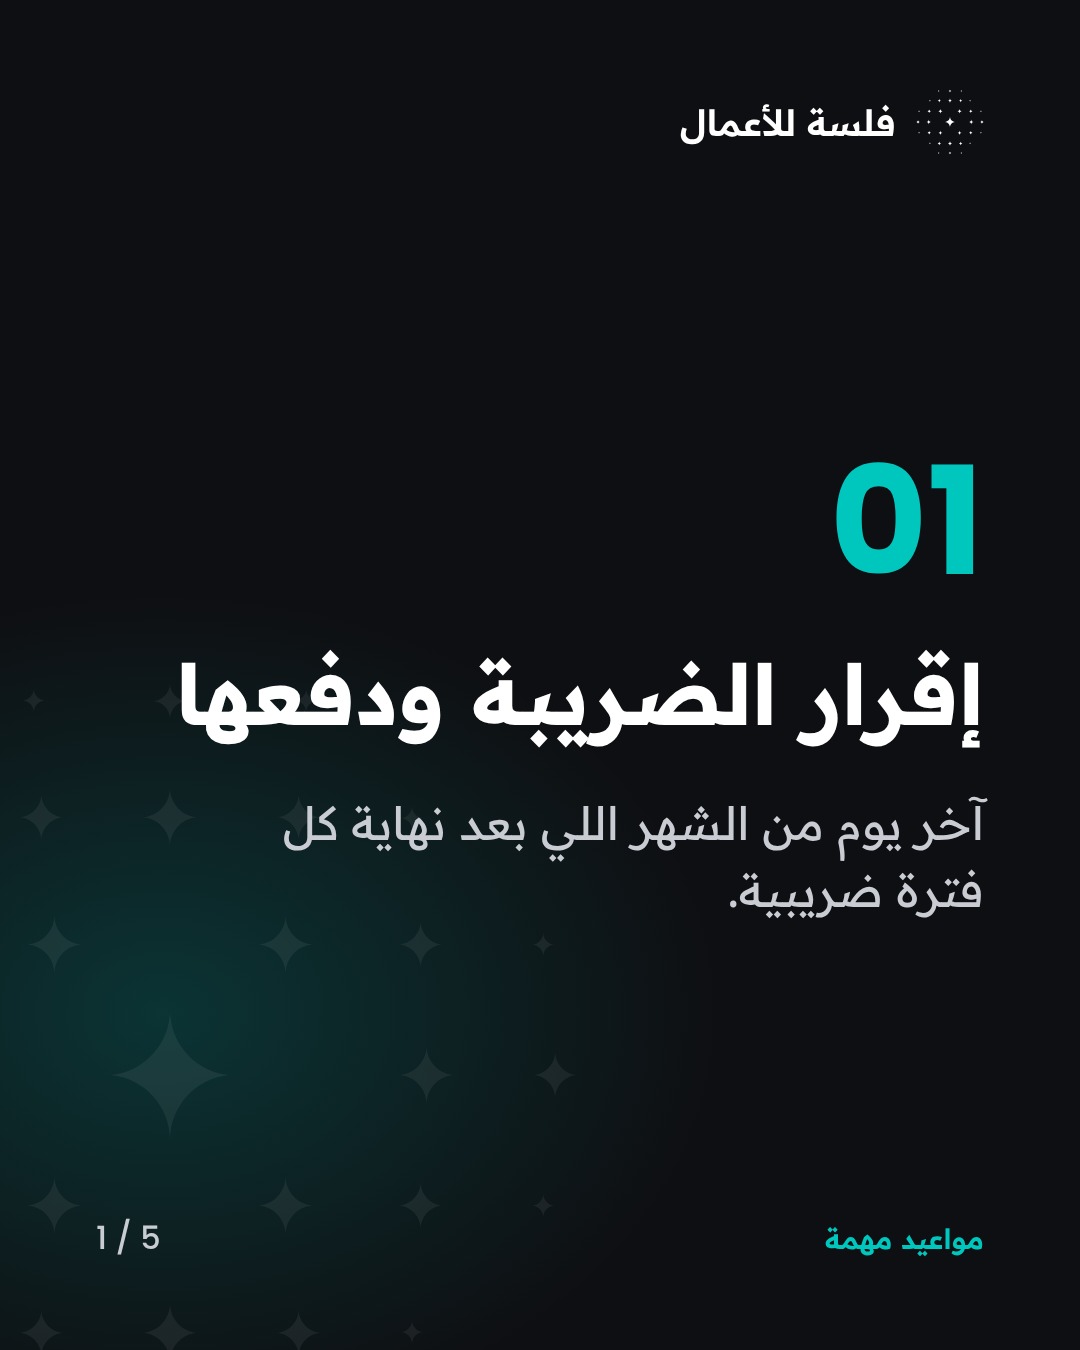 فلسة للأعمال
01
إقرار الضريبة ودفعها
آخر يوم من الشهر اللي بعد نهاية كل
فترة ضريبية.
مواعيد مهمة
1 / 5